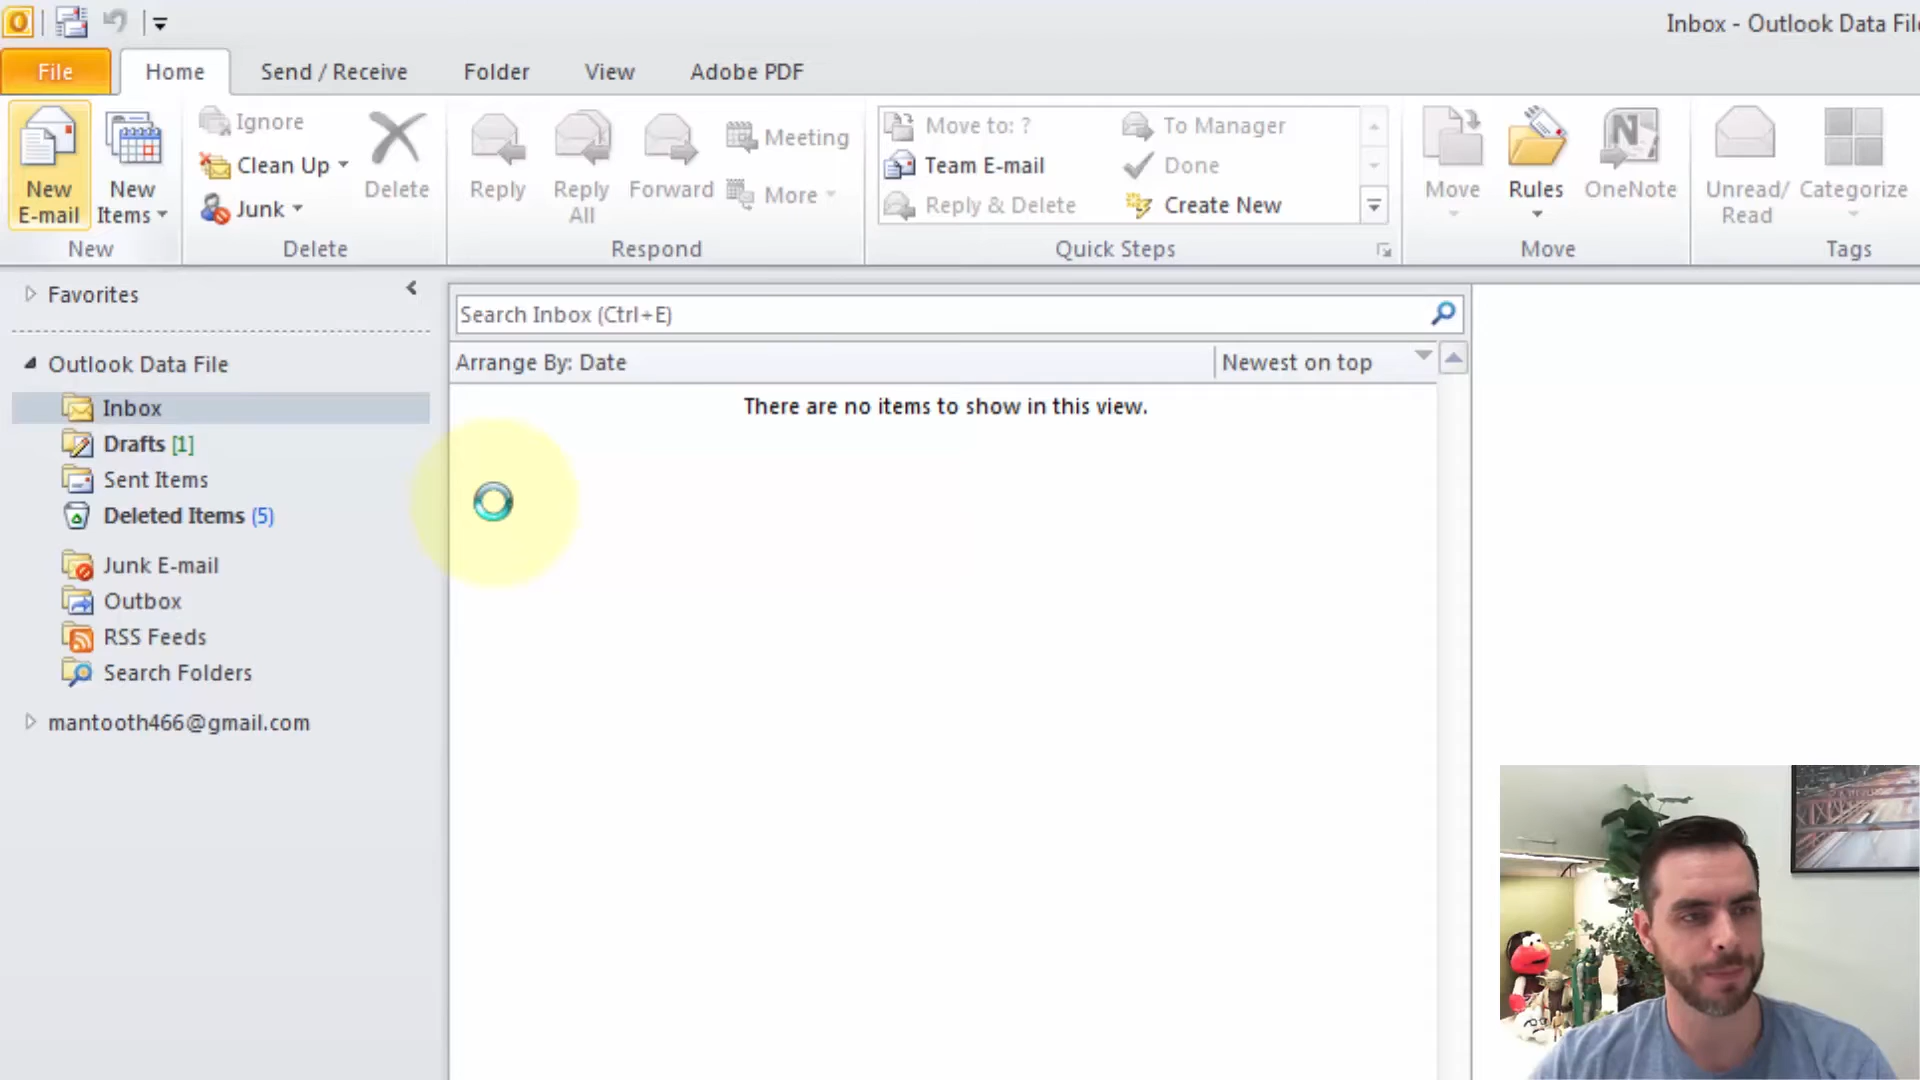 Inbox - Outlook Data File
File Home Send / Receive Folder View Adobe PDF
New E-mail
New Items
New
Ignore
Clean Up
Junk
Delete
Delete
Reply
Reply All
Forward
Meeting
More
Respond
Move to: ?
Team E-mail
Reply & Delete
To Manager
Done
Create New
Quick Steps
Move
Rules
OneNote
Move
Unread/ Read
Categorize
Tags
Favorites
Outlook Data File
Inbox
Drafts [1]
Sent Items
Deleted Items (5)
Junk E-mail
Outbox
RSS Feeds
Search Folders
mantooth466@gmail.com
Search Inbox (Ctrl+E)
Arrange By: Date Newest on top
There are no items to show in this view.